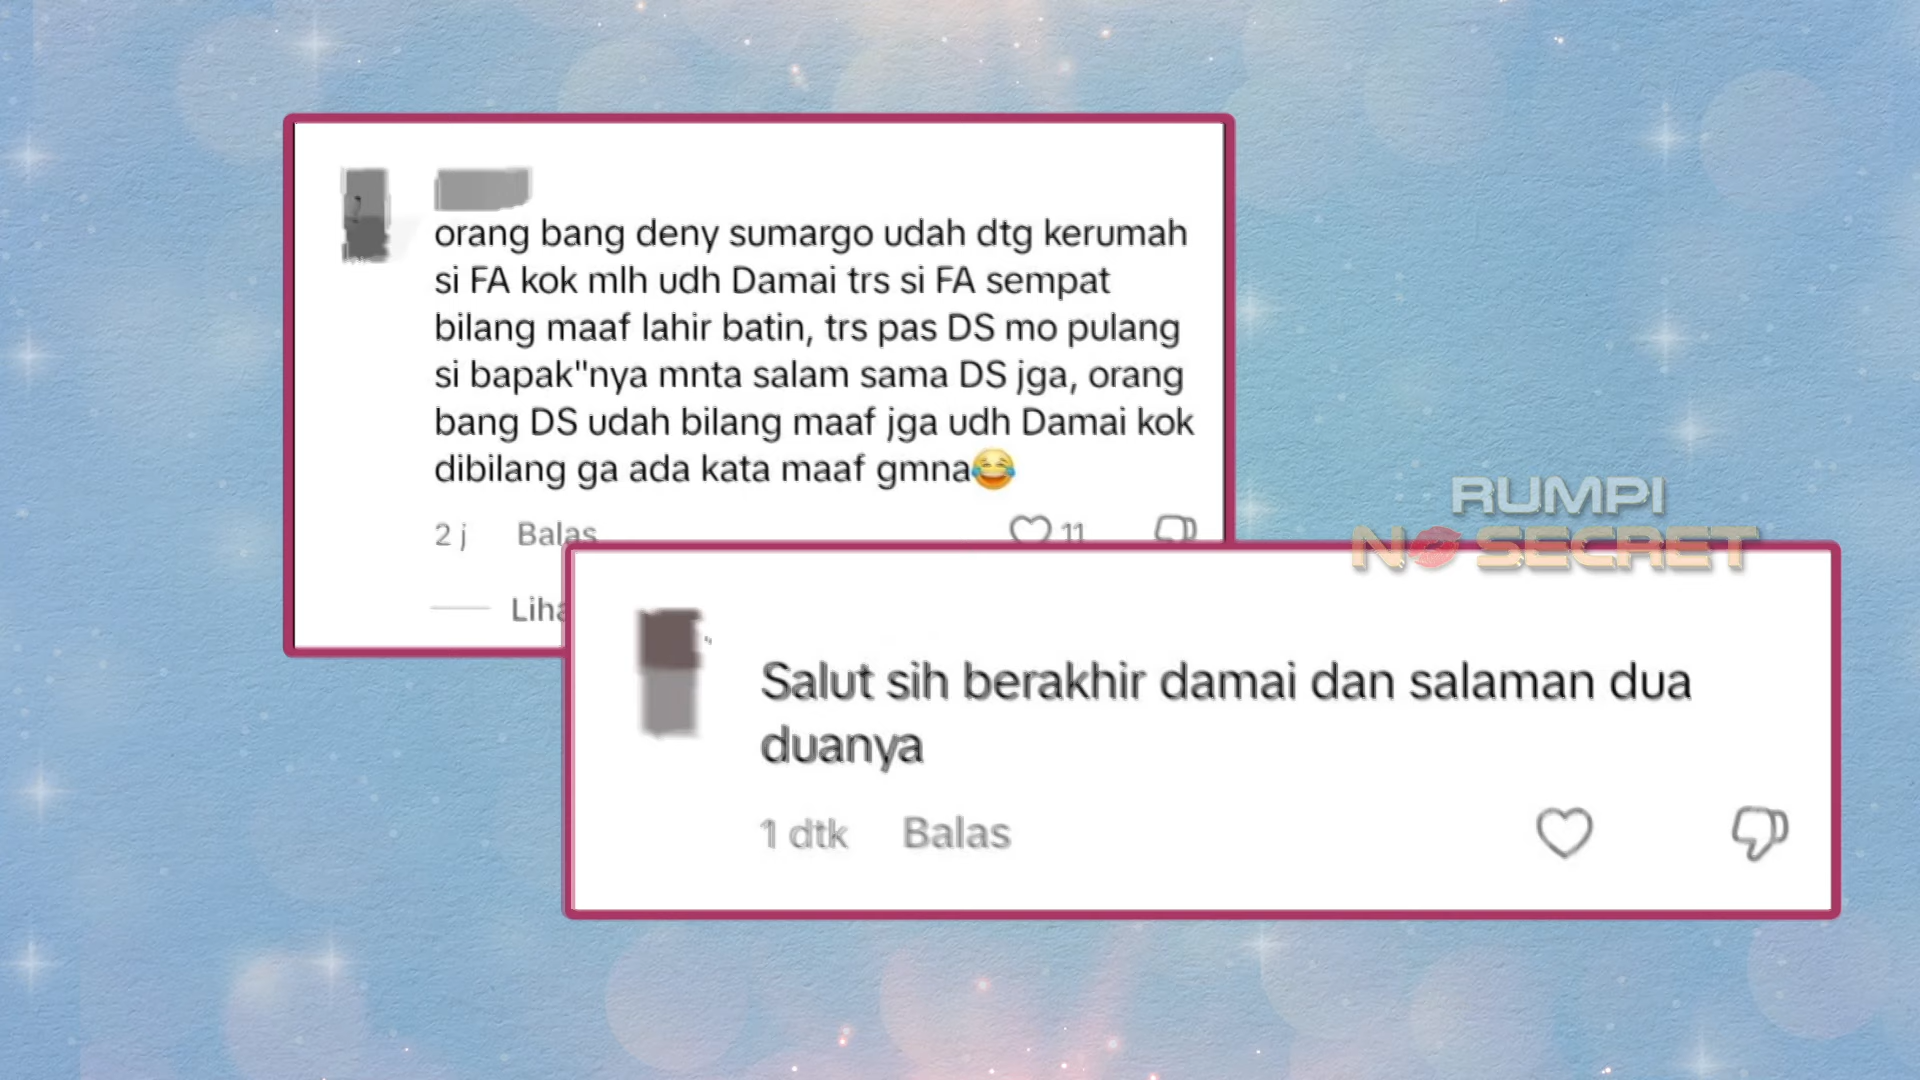 orang bang deny sumargo udah dtg kerumah
si FA kok mlh udh Damai trs si FA sempat
bilang maaf lahir batin, trs pas DS mo pulang
si bapak"nya mnta salam sama DS jga, orang
bang DS udah bilang maaf jga udh Damai kok
dibilang ga ada kata maaf gmna😂
2 j Balas 11
RUMPI
NO SECRET
Salut sih berakhir damai dan salaman dua
duanya
1 dtk Balas